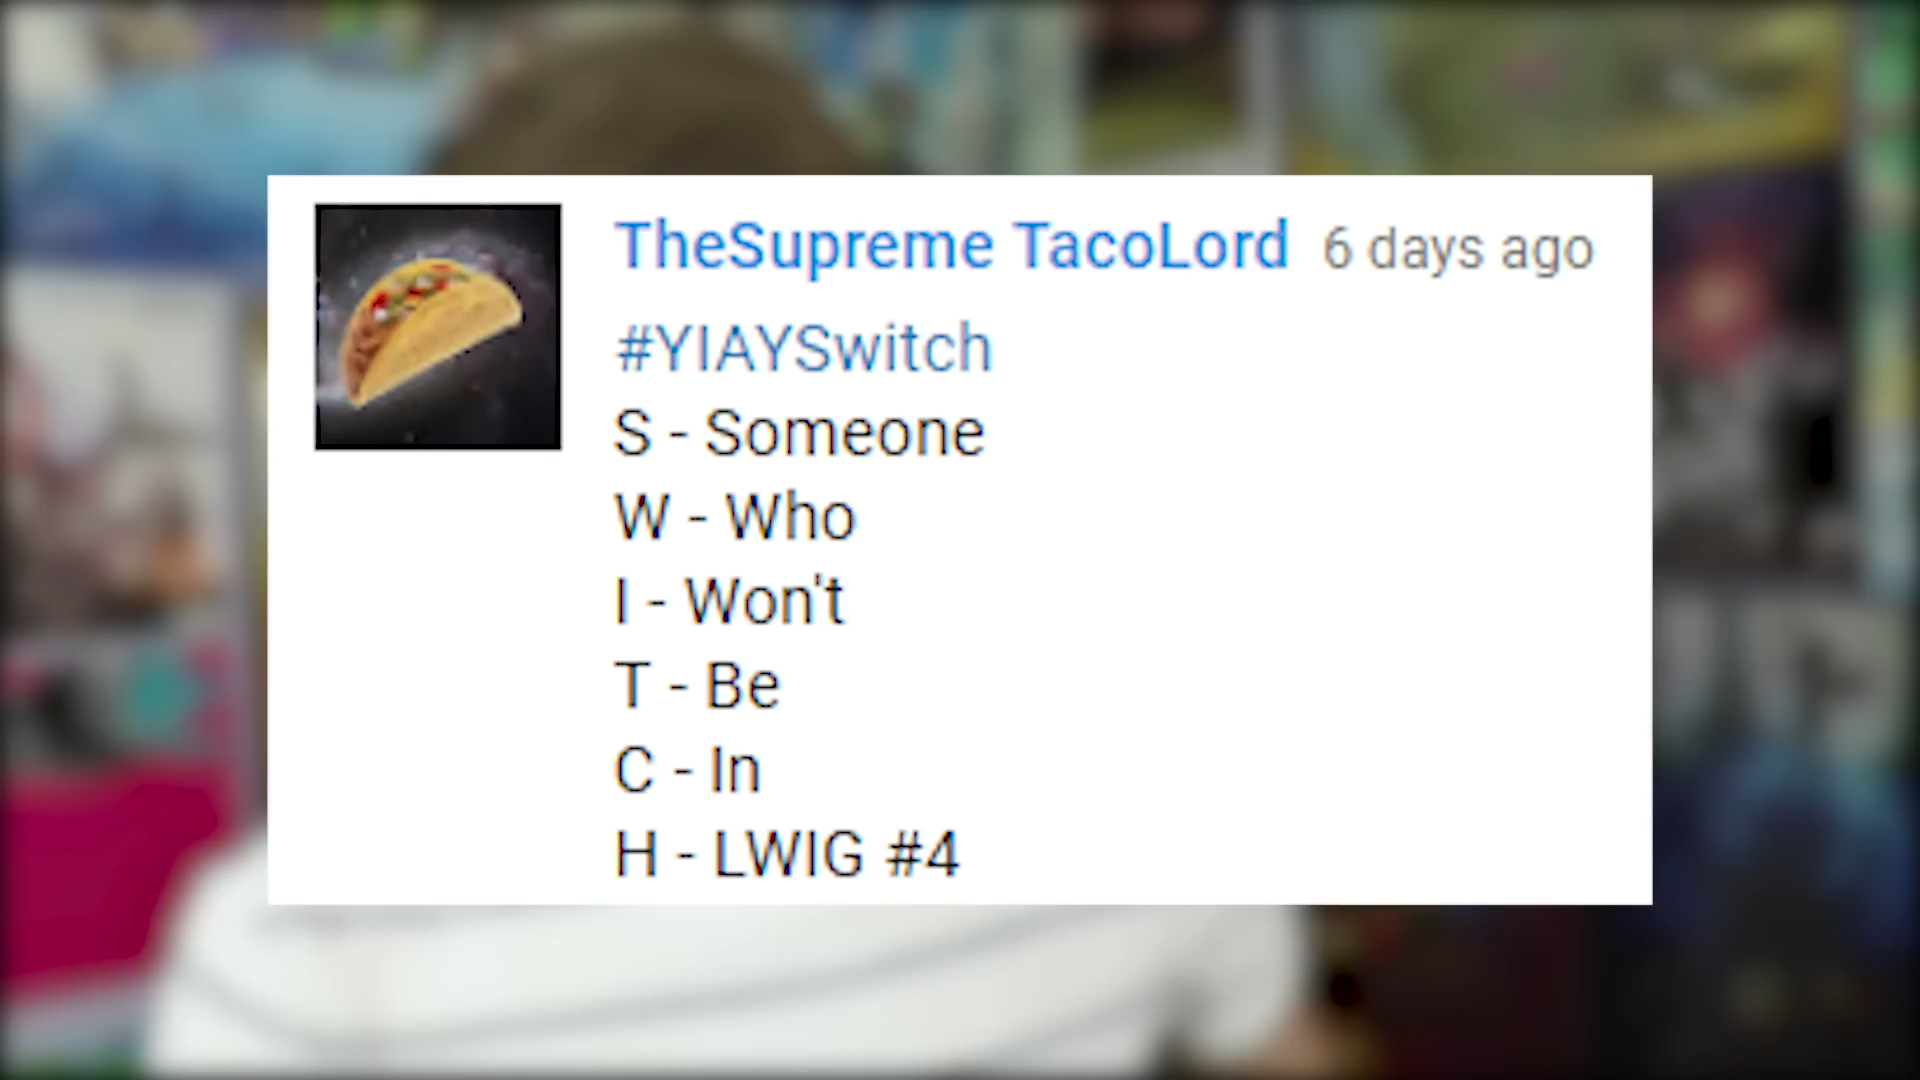 TheSupreme TacoLord 6 days ago
#YIAYSwitch
S - Someone
W - Who
I - Won't
T - Be
C - In
H - LWIG #4